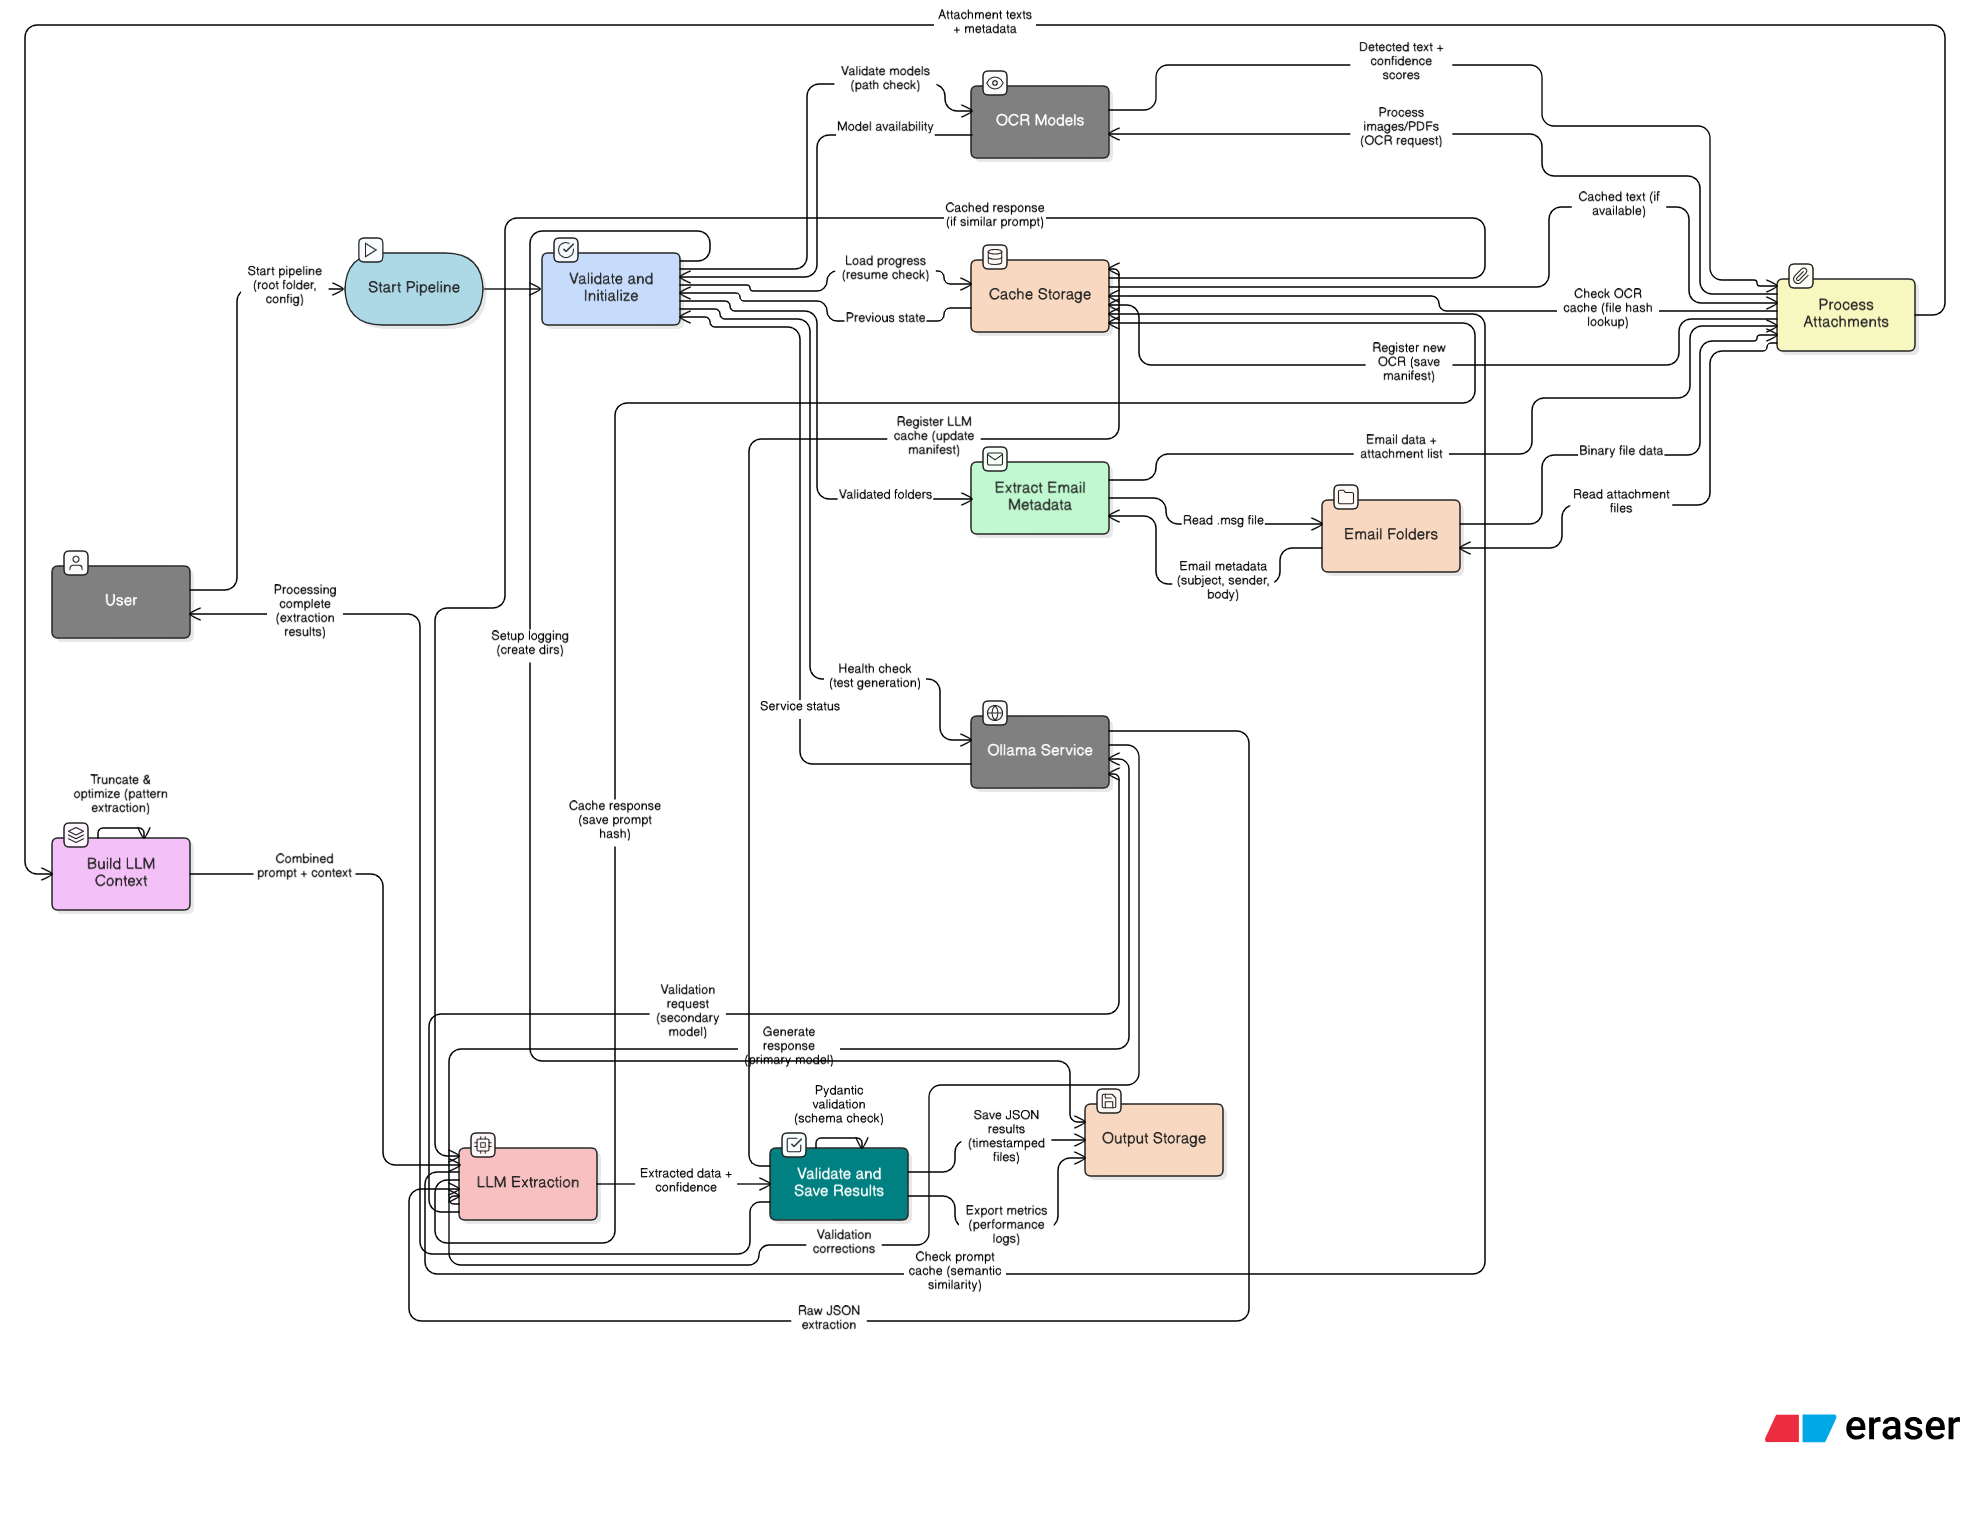 Attachment texts
+ metadata
Detected text +
confidence
scores
Validate models
(path check)
OCR Models
Model availability
Process
images/PDFs
(OCR request)
Cached text (if
available)
Cached response
(if similar prompt)
Start pipeline
(root folder,
config)
Start Pipeline
Validate and
Initialize
Load progress
(resume check)
Cache Storage
Previous state
Check OCR
cache (file hash
lookup)
Process
Attachments
Register new
OCR (save
manifest)
Register LLM
cache (update
manifest)
Email data +
attachment list
Binary file data
Validated folders
Extract Email
Metadata
Read .msg file
Email Folders
Read attachment
files
Email metadata
(subject, sender,
body)
User
Processing
complete
(extraction
results)
Setup logging
(create dirs)
Health check
(test generation)
Service status
Ollama Service
Truncate &
optimize (pattern
extraction)
Cache response
(save prompt
hash)
Build LLM
Context
Combined
prompt + context
Validation
request
(secondary
model)
Generate
response
(primary model)
Pydantic
validation
(schema check)
Save JSON
results
(timestamped
files)
Output Storage
LLM Extraction
Extracted data +
confidence
Validate and
Save Results
Export metrics
(performance
logs)
Validation
corrections
Check prompt
cache (semantic
similarity)
Raw JSON
extraction
eraser